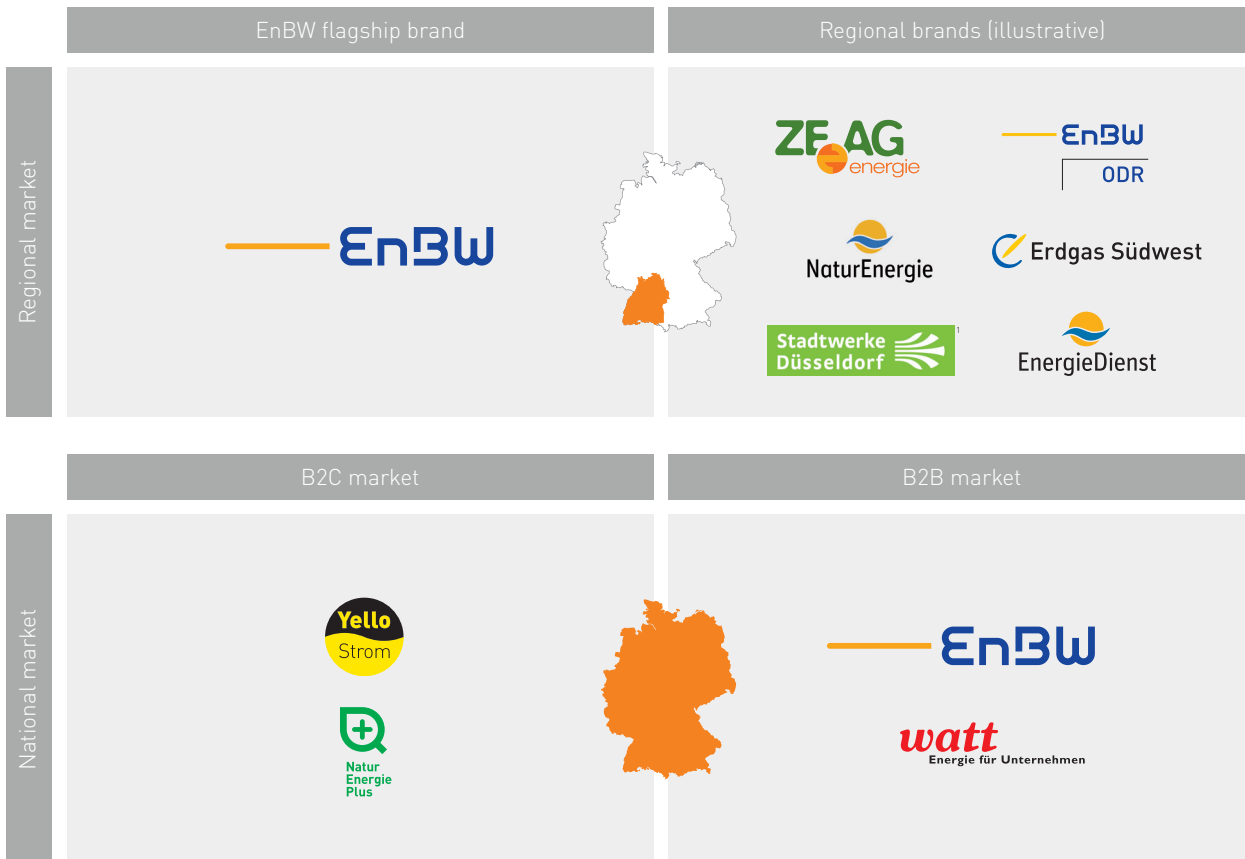 EnBW flagship brand
Regional brands (illustrative)
Regional market
EnBW
ZEAG
energie
EnBW
ODR
NaturEnergie
Erdgas Südwest
Stadtwerke
Düsseldorf
1
EnergieDienst
B2C market
B2B market
National market
Yello
Strom
Natur
Energie
Plus
EnBW
watt
Energie für Unternehmen